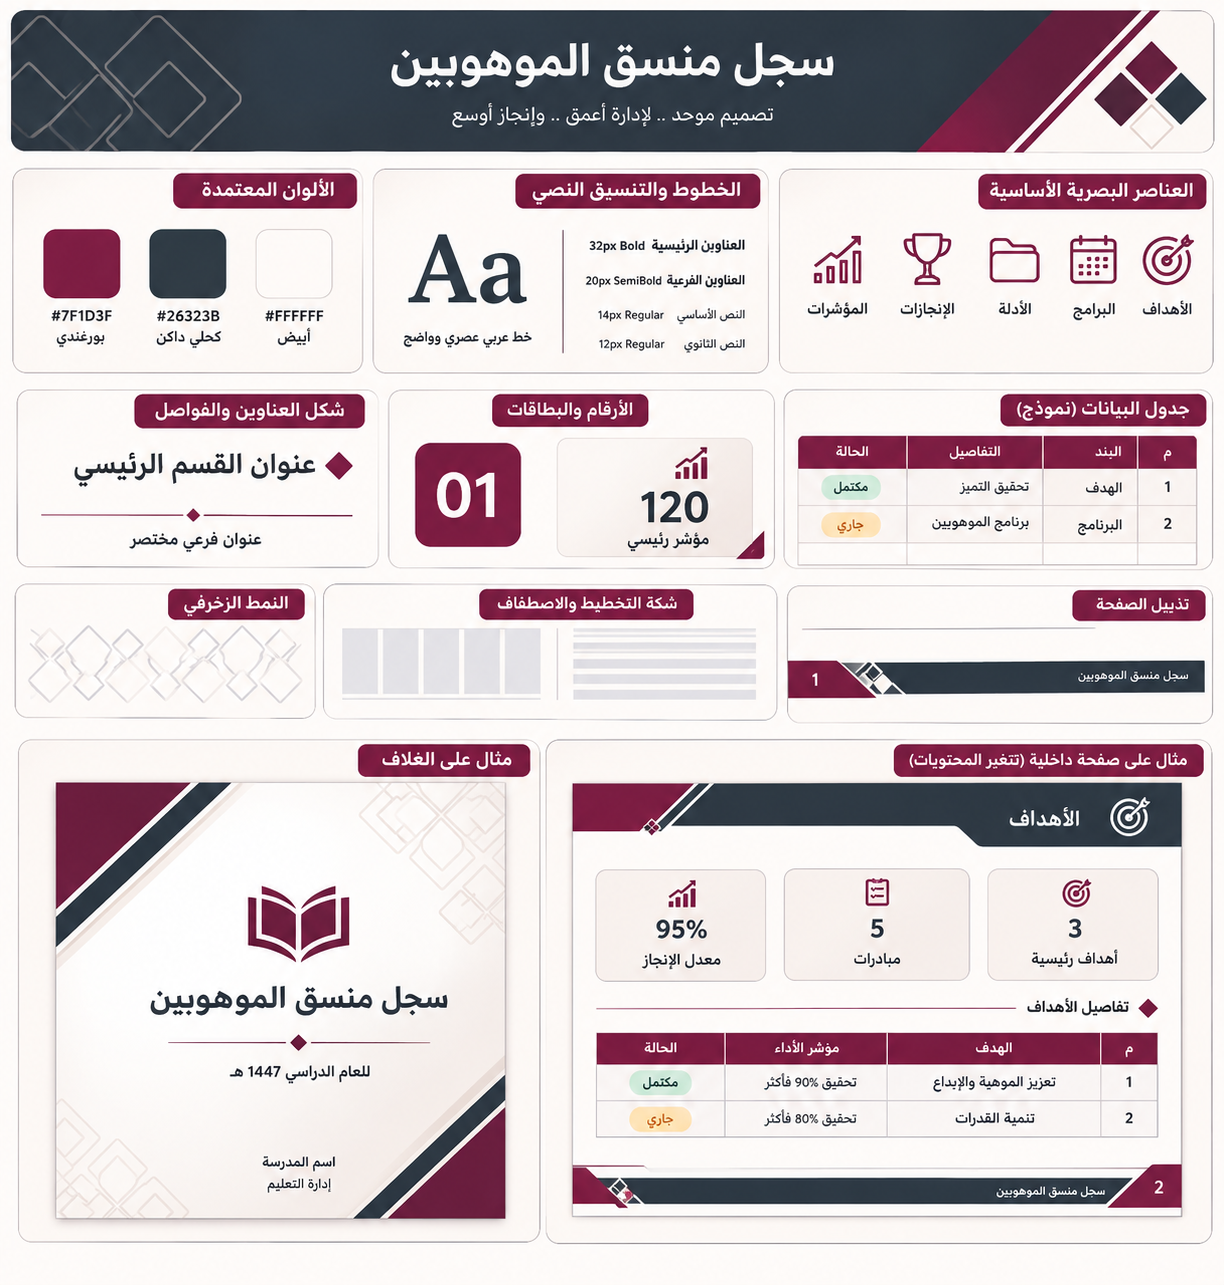 سجل منسق الموهوبين
تصميم موحد .. لإدارة أعمق .. وإنجاز أوسع
العناصر البصرية الأساسية
الأهداف
البرامج
الأدلة
الإنجازات
المؤشرات
الخطوط والتنسيق النصي
العناوين الرئيسية 32px Bold
العناوين الفرعية 20px SemiBold
النص الأساسي 14px Regular
النص الثانوي 12px Regular
Aa
خط عربي عصري وواضح
الألوان المعتمدة
#FFFFFF
أبيض
#26323B
كحلي داكن
#7F1D3F
بورغندي
جدول البيانات (نموذج)
م البند التفاصيل الحالة
1 الهدف تحقيق التميز مكتمل
2 البرنامج برنامج الموهوبين جاري
الأرقام والبطاقات
120
مؤشر رئيسي
01
شكل العناوين والفواصل
عنوان القسم الرئيسي
عنوان فرعي مختصر
تذييل الصفحة
سجل منسق الموهوبين
1
شكة التخطيط والاصطفاف
النمط الزخرفي
مثال على صفحة داخلية (تتغير المحتويات)
الأهداف
3
أهداف رئيسية
5
مبادرات
95%
معدل الإنجاز
تفاصيل الأهداف
م الهدف مؤشر الأداء الحالة
1 تعزيز الموهبة والإبداع تحقيق 90% فأكثر مكتمل
2 تنمية القدرات تحقيق 80% فأكثر جاري
2
سجل منسق الموهوبين
مثال على الغلاف
سجل منسق الموهوبين
للعام الدراسي 1447 هـ
اسم المدرسة
إدارة التعليم